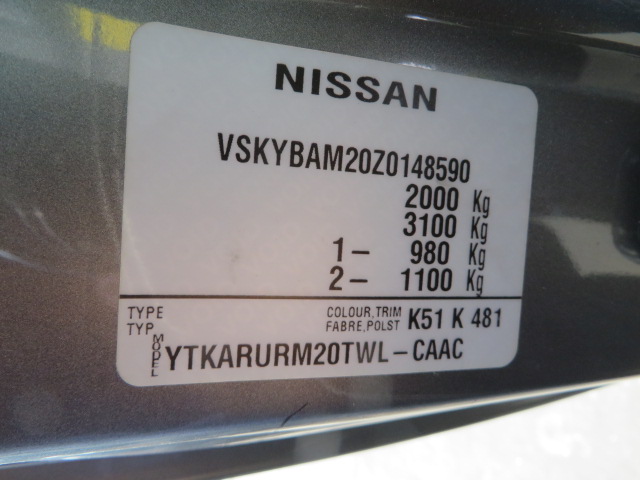 NISSAN
VSKYBAM20Z0148590
2000 Kg
3100 Kg
1- 980 Kg
2- 1100 Kg
TYPE COLOUR,TRIM
TYP FABRE,POLST K51 K 481
MODEL YTKARURM20TWL-CAAC